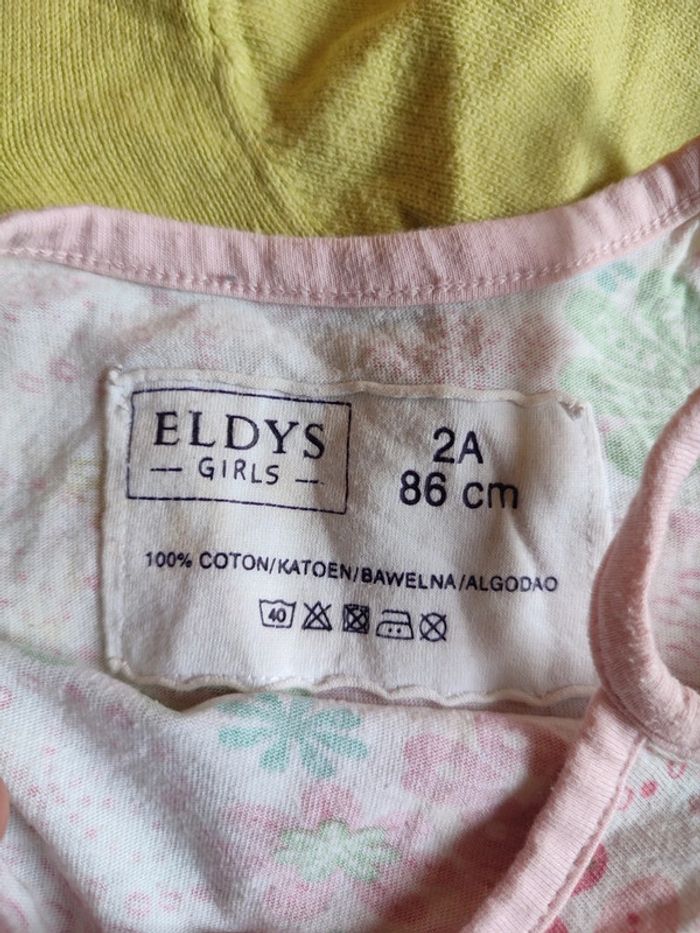 ELDYS
— GIRLS —
2A
86 cm
100% COTON/KATOEN/BAWELNA/ALGODAO
40